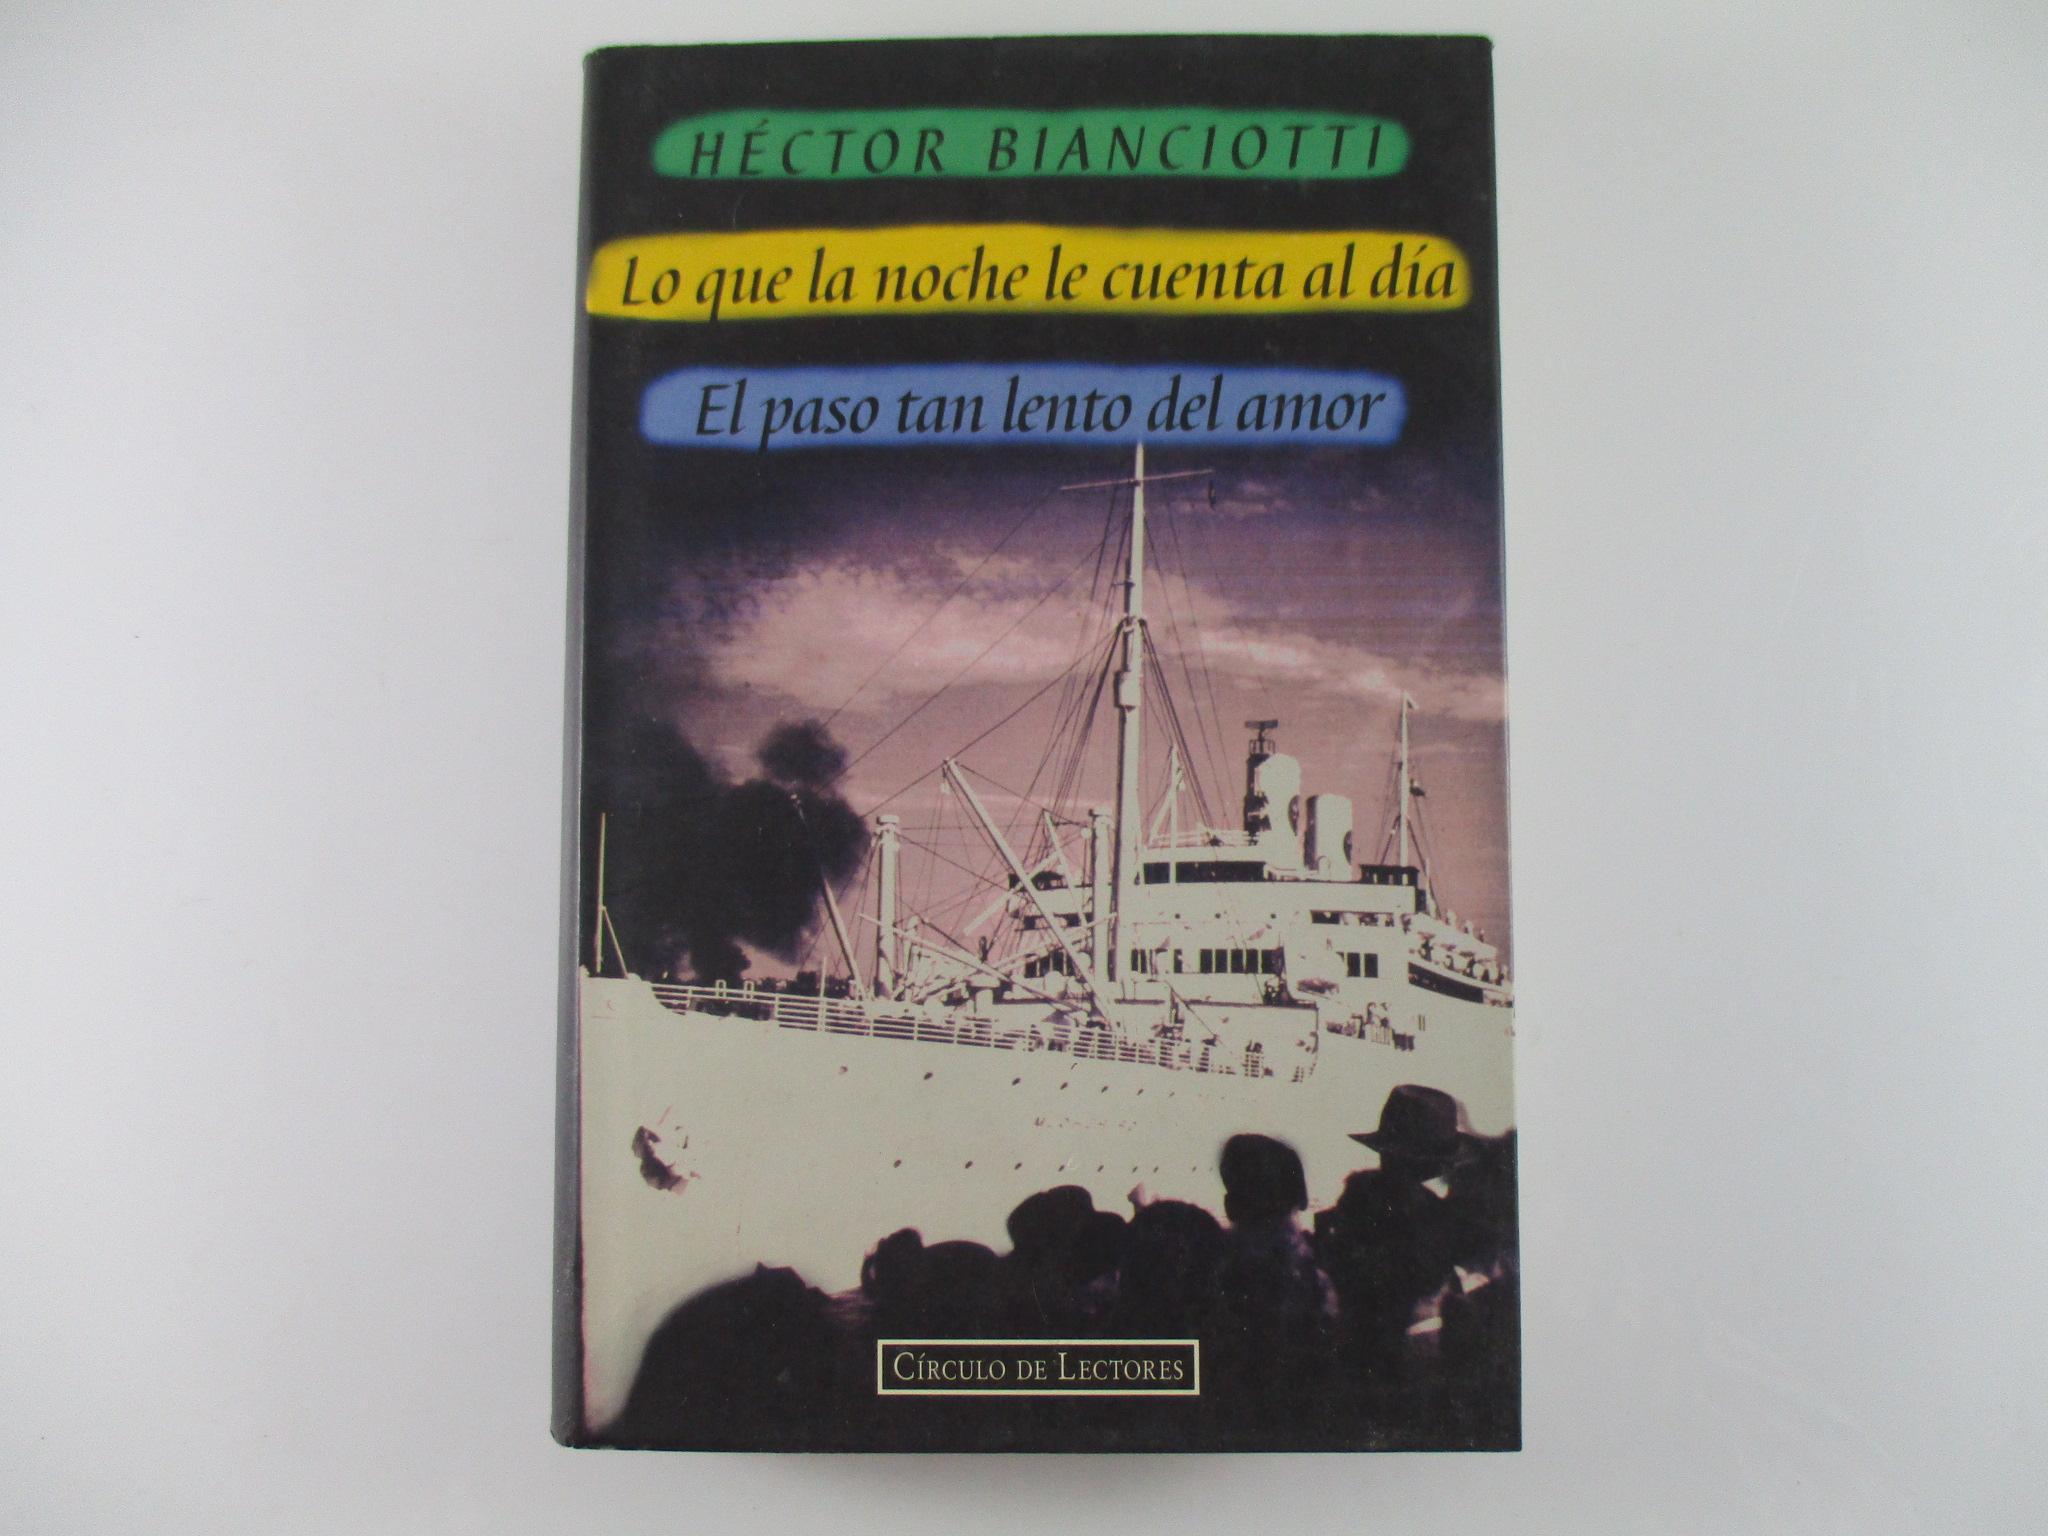 HÉCTOR BIANCIOTTI
Lo que la noche le cuenta al día
El paso tan lento del amor
CÍRCULO DE LECTORES